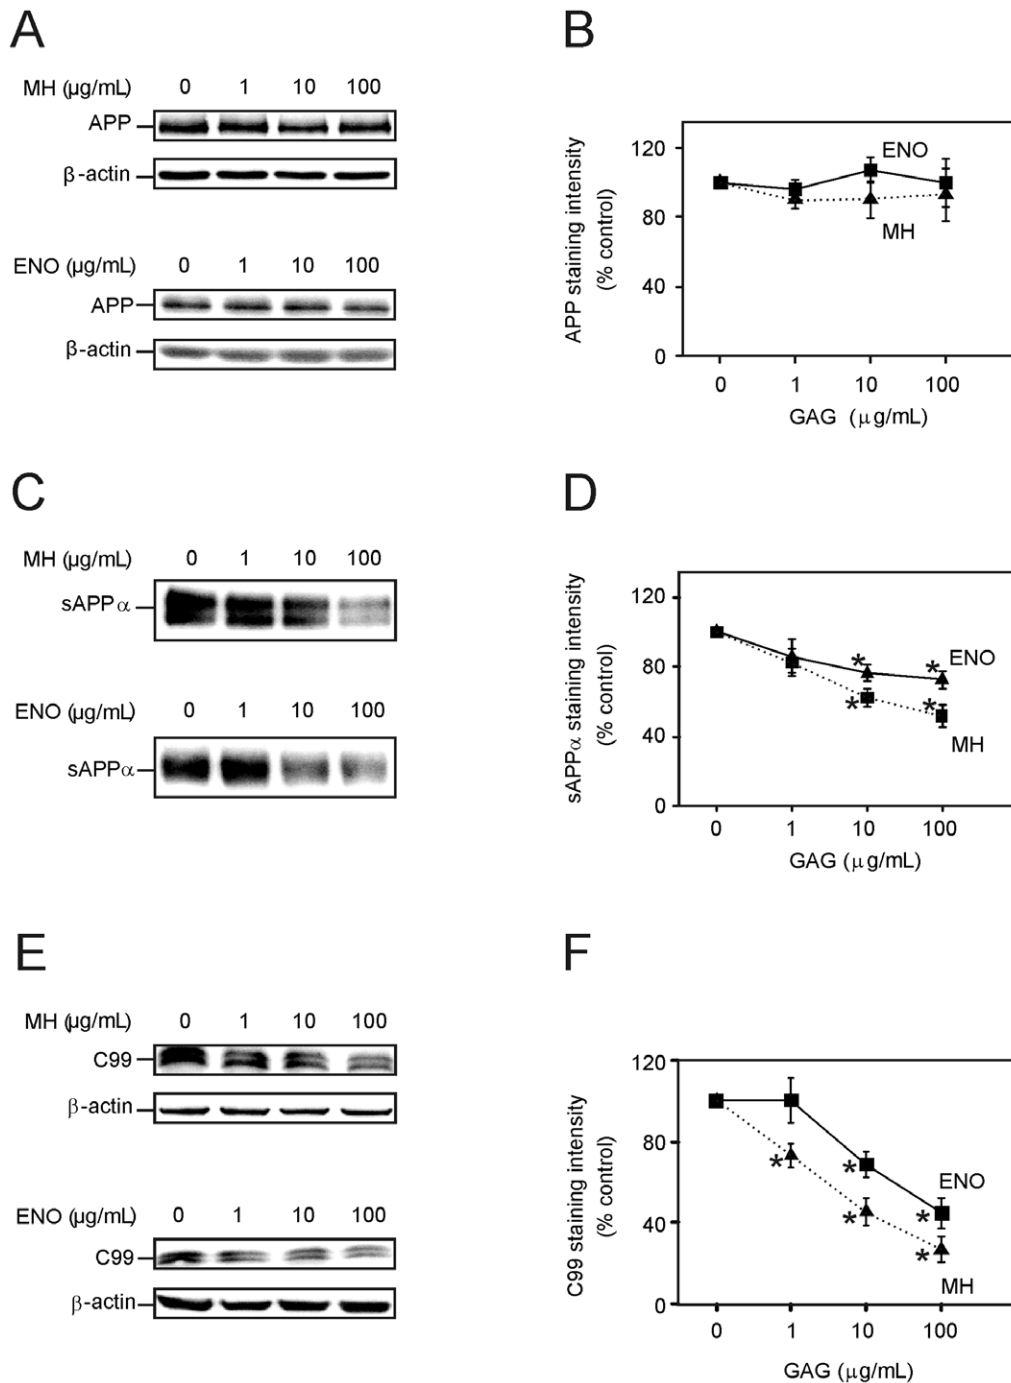 A
MH (µg/mL) 0 1 10 100
APP
β-actin
ENO (µg/mL) 0 1 10 100
APP
β-actin
B
APP staining intensity
(% control)
120
80
40
0
ENO
MH
0 1 10 100
GAG (µg/mL)
C
MH (µg/mL) 0 1 10 100
sAPPα
ENO (µg/mL) 0 1 10 100
sAPPα
D
sAPPα staining intensity
(% control)
120
80
40
0
* * ENO
* * MH
0 1 10 100
GAG (µg/mL)
E
MH (µg/mL) 0 1 10 100
C99
β-actin
ENO (µg/mL) 0 1 10 100
C99
β-actin
F
C99 staining intensity
(% control)
120
80
40
0
* * ENO
* * * MH
0 1 10 100
GAG (µg/mL)